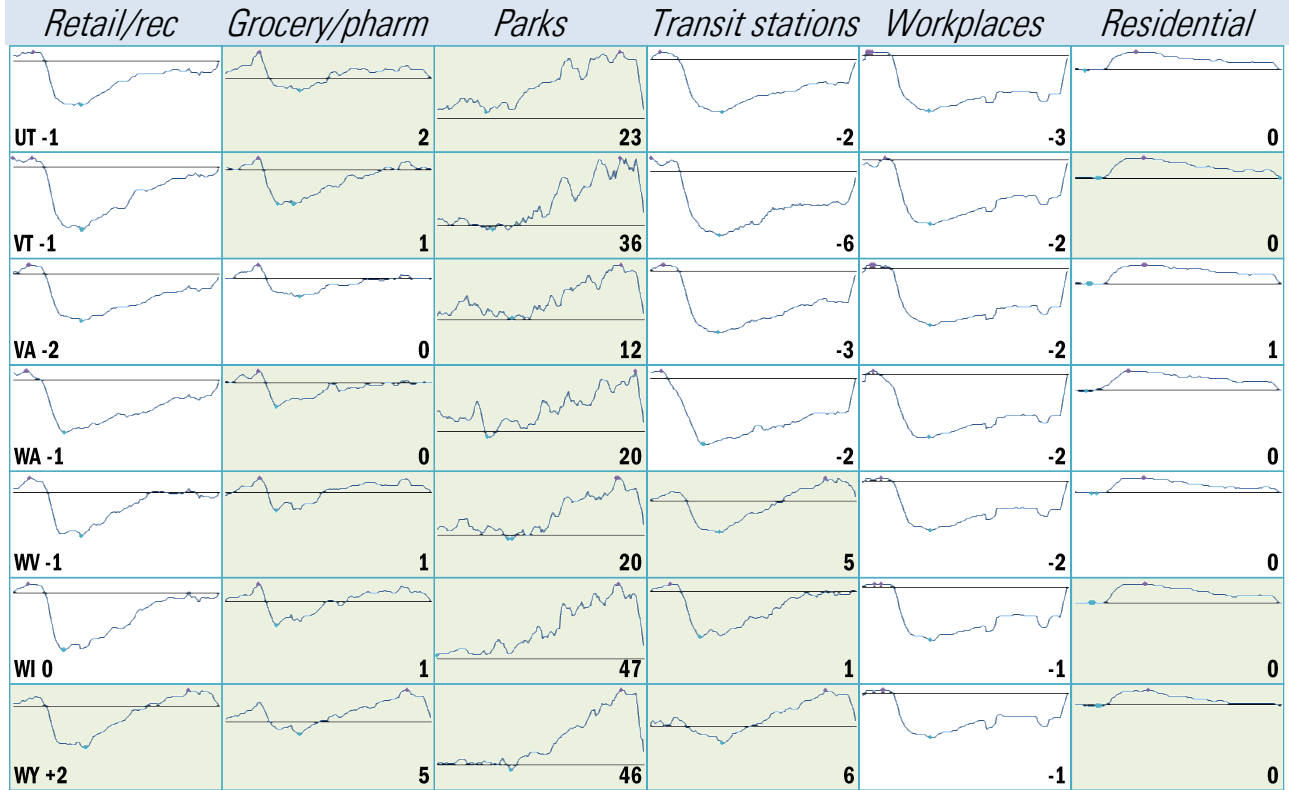 Retail/rec Grocery/pharm Parks Transit stations Workplaces Residential
UT -1 2 23 -2 -3 0
VT -1 1 36 -6 -2 0
VA -2 0 12 -3 -2 1
WA -1 0 20 -2 -2 0
WV -1 1 20 5 -2 0
WI 0 1 47 1 -1 0
WY +2 5 46 6 -1 0